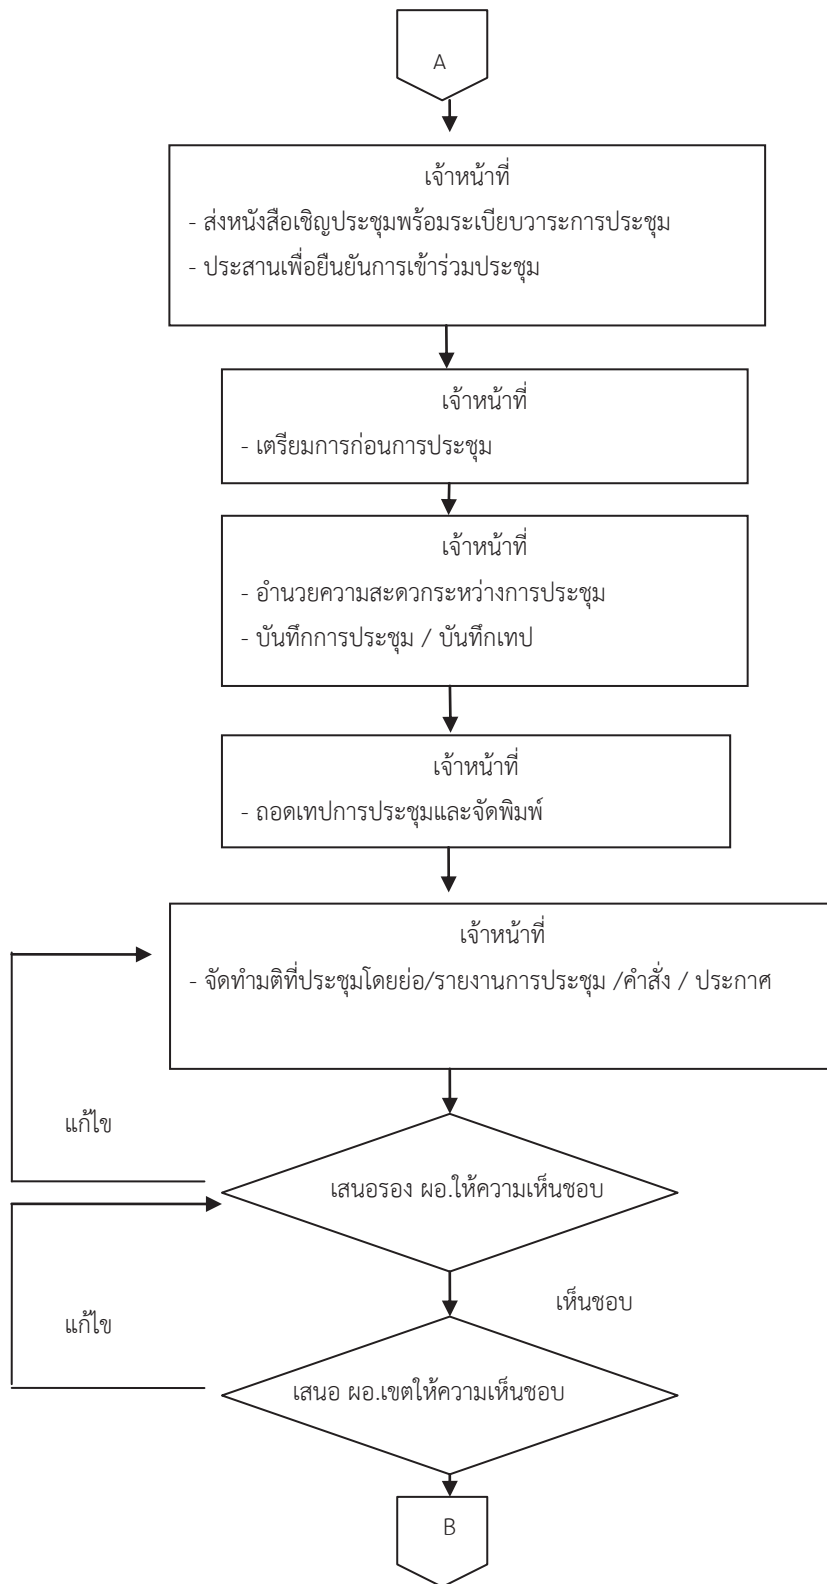 A
เจ้าหน้าที่
- ส่งหนังสือเชิญประชุมพร้อมระเบียบวาระการประชุม
- ประสานเพื่อยืนยันการเข้าร่วมประชุม
เจ้าหน้าที่
- เตรียมการก่อนการประชุม
เจ้าหน้าที่
- อำนวยความสะดวกระหว่างการประชุม
- บันทึกการประชุม / บันทึกเทป
เจ้าหน้าที่
- ถอดเทปการประชุมและจัดพิมพ์
เจ้าหน้าที่
- จัดทำมติที่ประชุมโดยย่อ/รายงานการประชุม /คำสั่ง / ประกาศ
แก้ไข
เสนอรอง ผอ.ให้ความเห็นชอบ
เห็นชอบ
แก้ไข
เสนอ ผอ.เขตให้ความเห็นชอบ
B